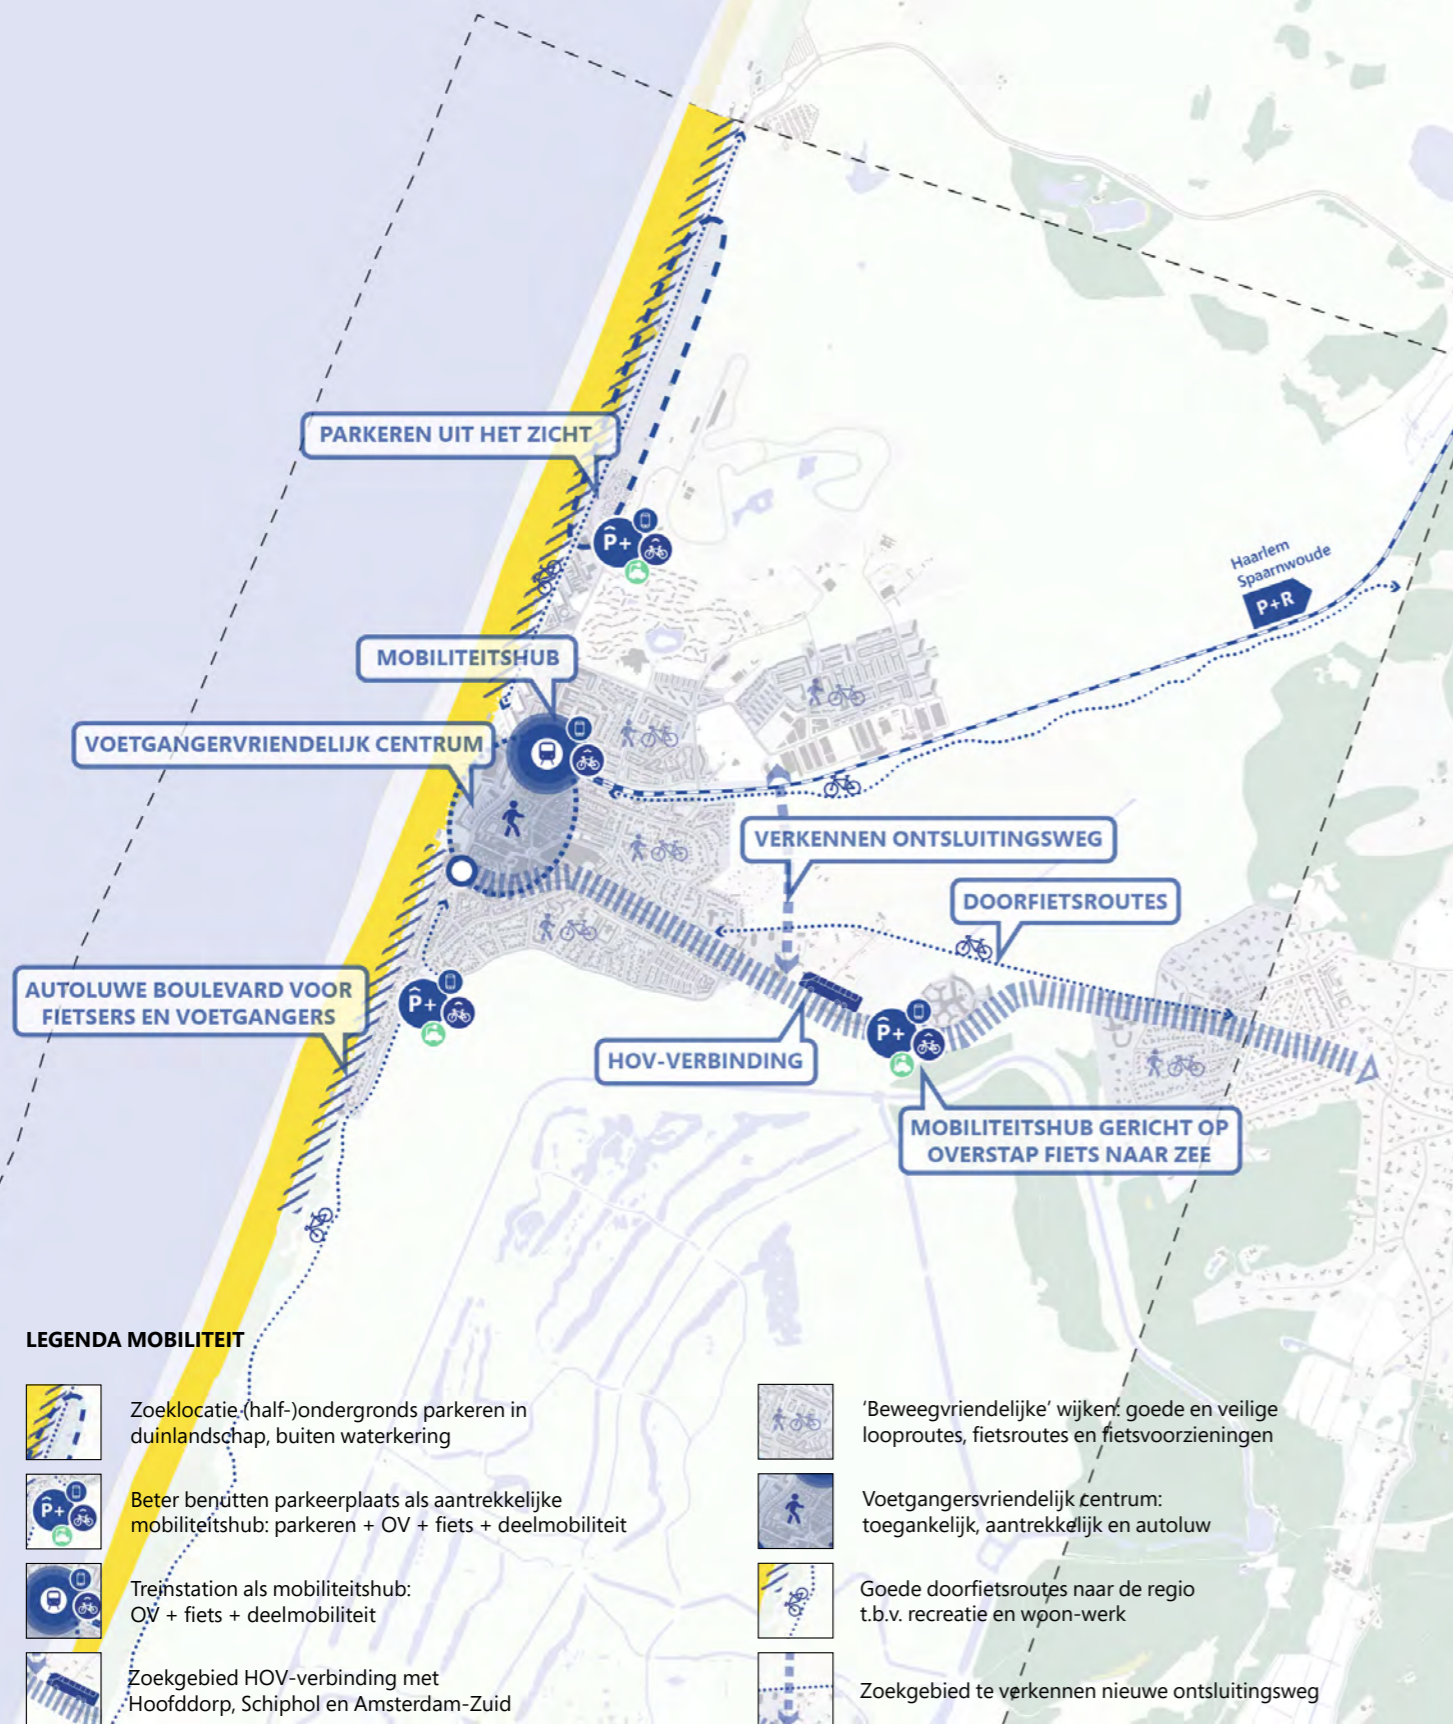 PARKEREN UIT HET ZICHT
P+
Haarlem
Spaarnwoude
P+R
MOBILITEITSHUB
VOETGANGERVRIENDELIJK CENTRUM
VERKENNEN ONTSLUITINGSWEG
DOORFIETSROUTES
AUTOLUWE BOULEVARD VOOR
FIETSERS EN VOETGANGERS
P+
P+
HOV-VERBINDING
MOBILITEITSHUB GERICHT OP
OVERSTAP FIETS NAAR ZEE
LEGENDA MOBILITEIT
Zoeklocatie (half-)ondergronds parkeren in
duinlandschap, buiten waterkering
P+
Beter benutten parkeerplaats als aantrekkelijke
mobiliteitshub: parkeren + OV + fiets + deelmobiliteit
Treinstation als mobiliteitshub:
OV + fiets + deelmobiliteit
Zoekgebied HOV-verbinding met
Hoofddorp, Schiphol en Amsterdam-Zuid
'Beweegvriendelijke' wijken: goede en veilige
looproutes, fietsroutes en fietsvoorzieningen
Voetgangersvriendelijk centrum:
toegankelijk, aantrekkelijk en autoluw
Goede doorfietsroutes naar de regio
t.b.v. recreatie en woon-werk
Zoekgebied te verkennen nieuwe ontsluitingsweg